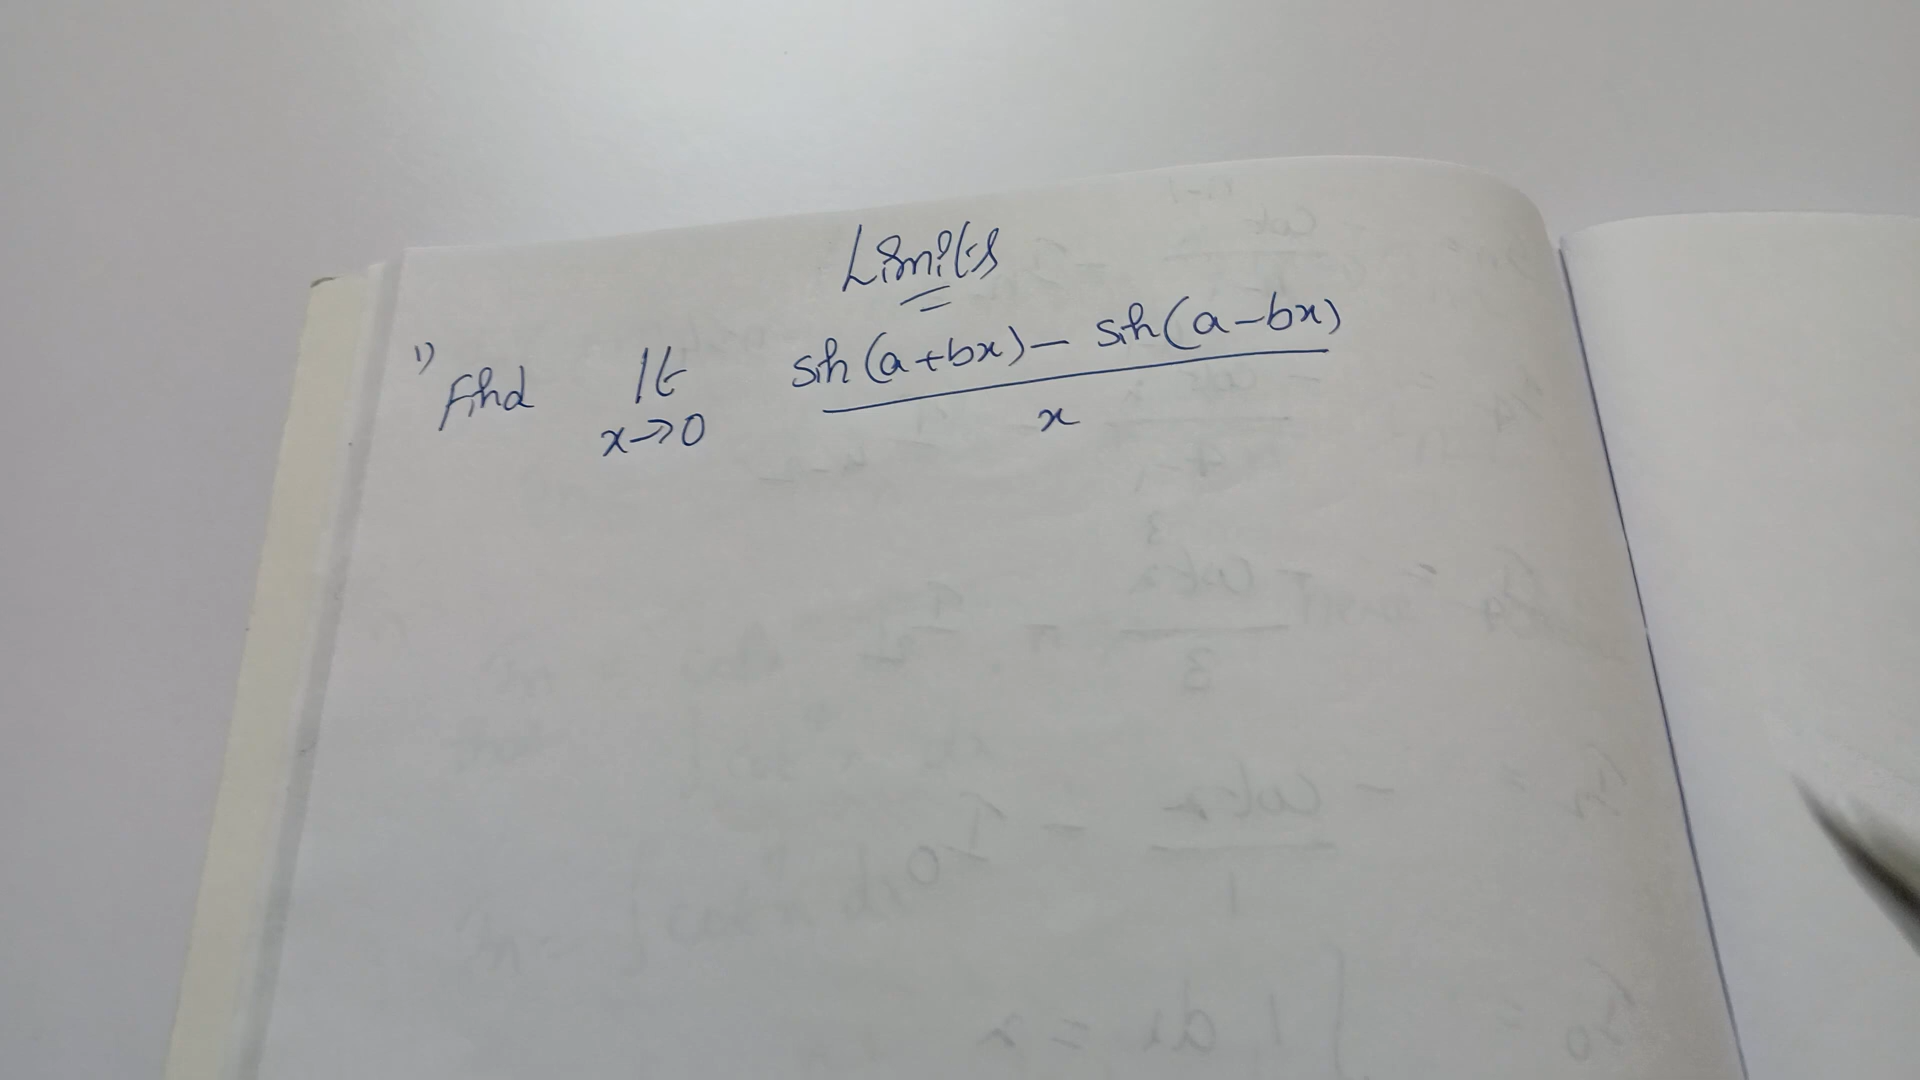 Limits
1) Find lt x→0 sin(a+bx) - sin(a-bx)
x